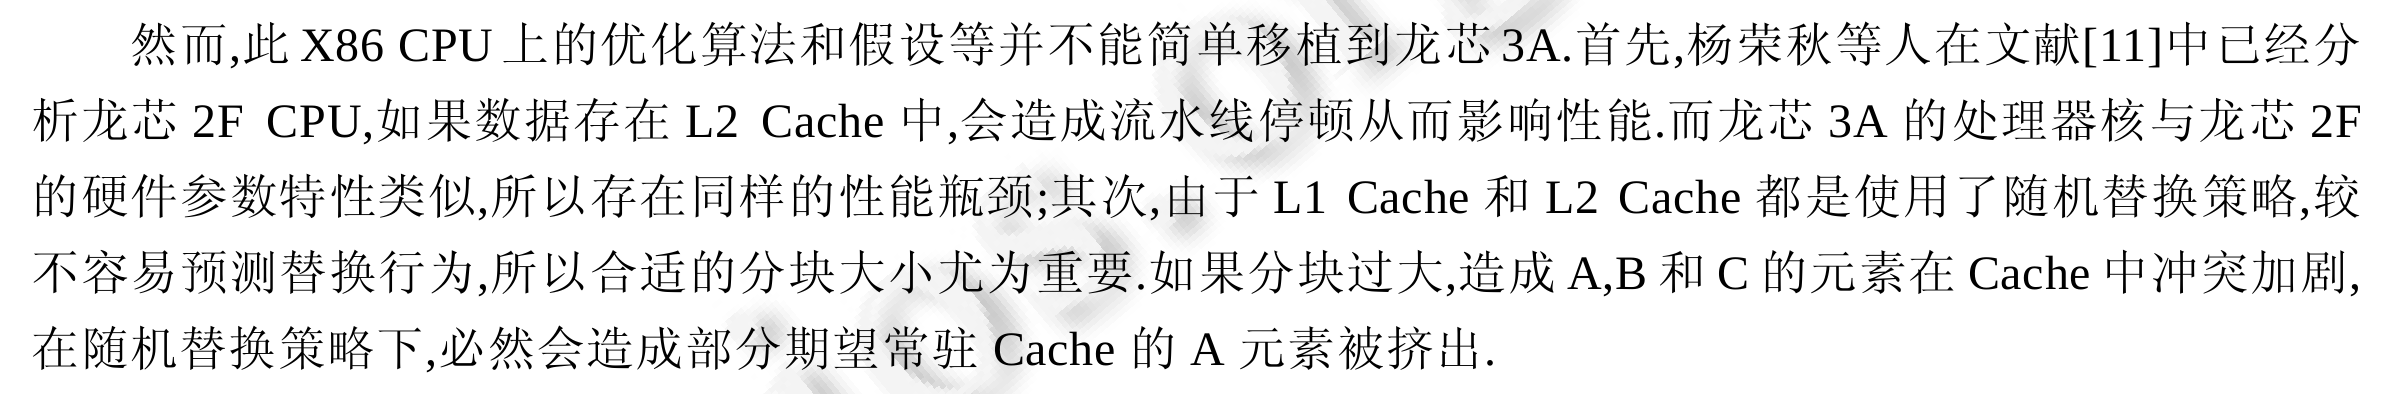 然而,此 X86 CPU 上的优化算法和假设等并不能简单移植到龙芯 3A.首先,杨荣秋等人在文献[11]中已经分
析龙芯 2F CPU,如果数据存在 L2 Cache 中,会造成流水线停顿从而影响性能.而龙芯 3A 的处理器核与龙芯 2F
的硬件参数特性类似,所以存在同样的性能瓶颈;其次,由于 L1 Cache 和 L2 Cache 都是使用了随机替换策略,较
不容易预测替换行为,所以合适的分块大小尤为重要.如果分块过大,造成 A,B 和 C 的元素在 Cache 中冲突加剧,
在随机替换策略下,必然会造成部分期望常驻 Cache 的 A 元素被挤出.